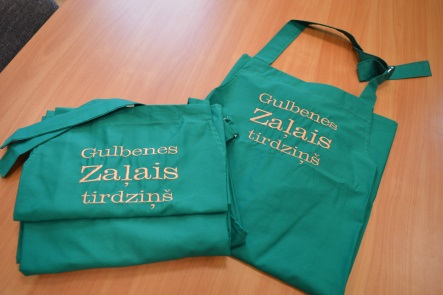 Gulbenes
Zaļais
tirdziņš
Gulbenes
Zaļais
tirdziņš